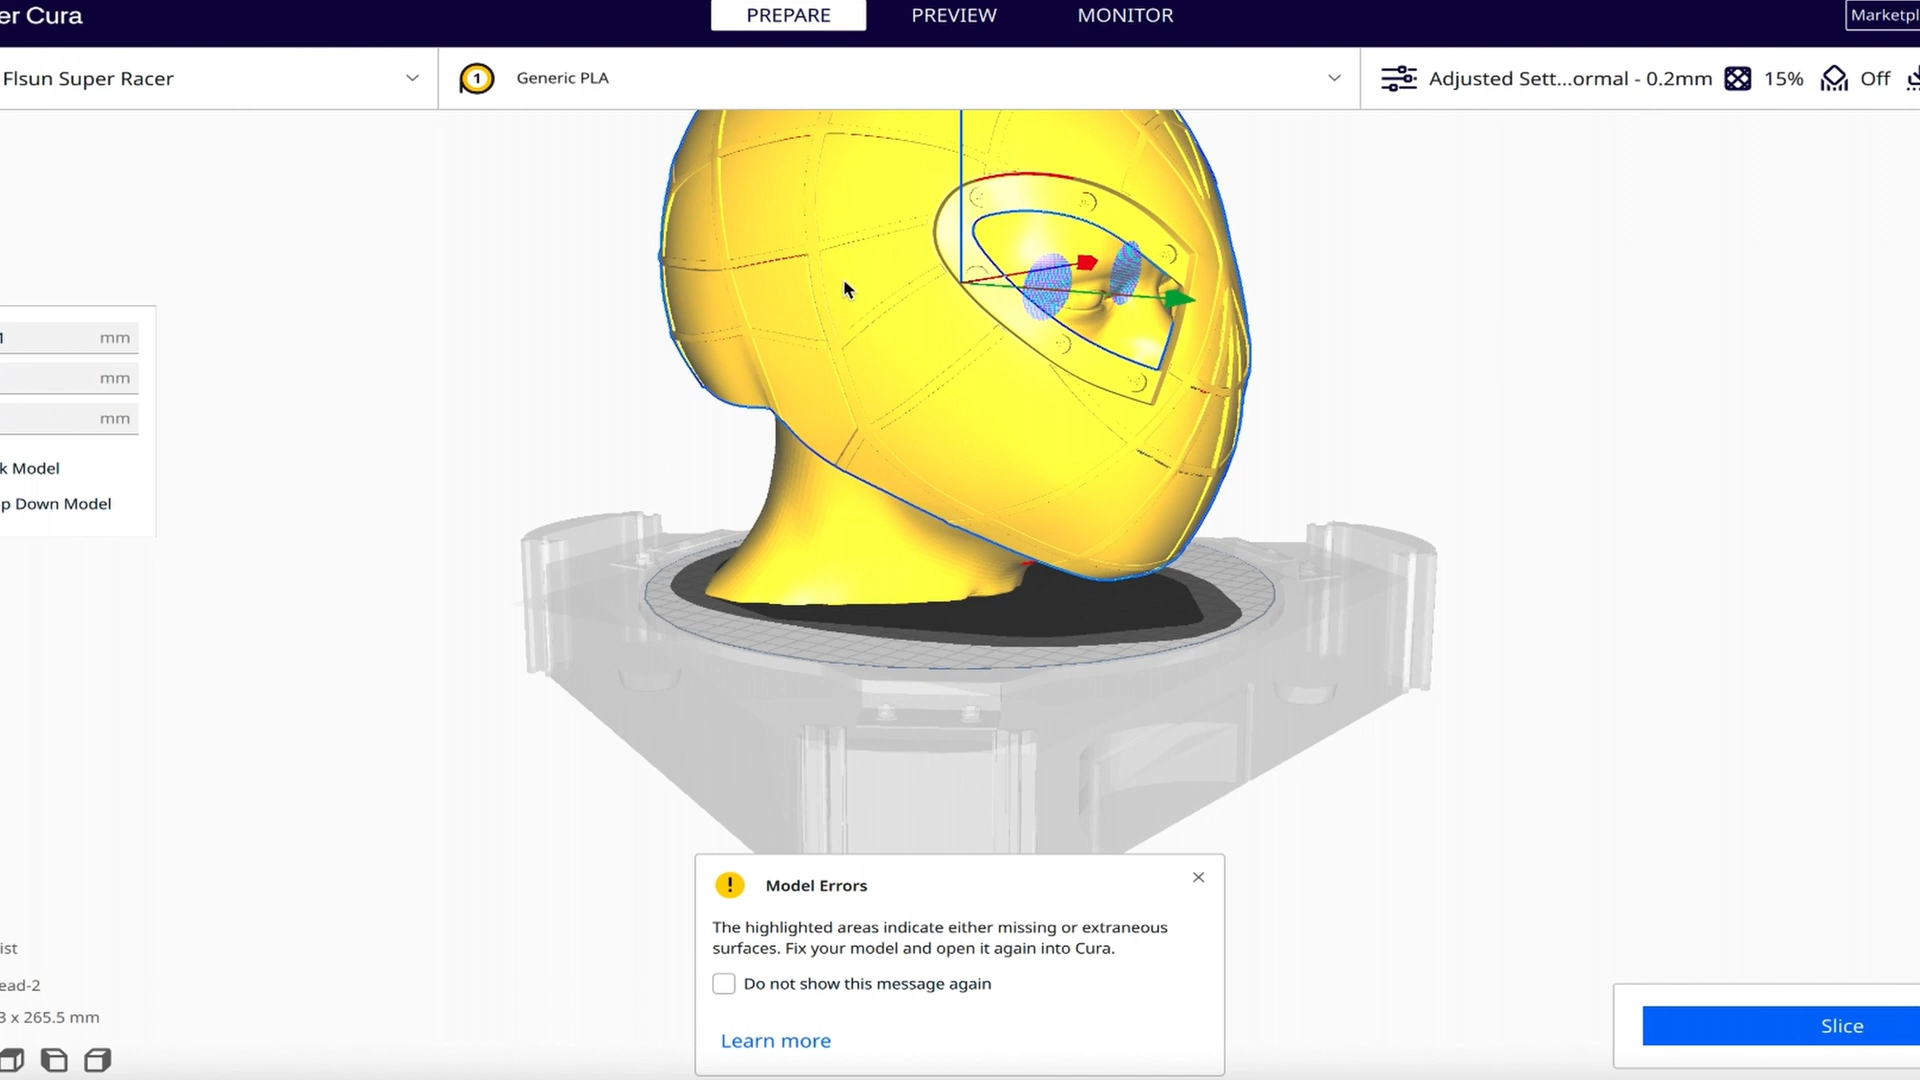 er Cura
PREPARE
PREVIEW
MONITOR
Marketpl
Flsun Super Racer
1
Generic PLA
Adjusted Sett...ormal - 0.2mm
15%
Off
mm
mm
mm
k Model
p Down Model
!
Model Errors
The highlighted areas indicate either missing or extraneous
surfaces. Fix your model and open it again into Cura.
Do not show this message again
Learn more
ist
ead-2
3 x 265.5 mm
Slice